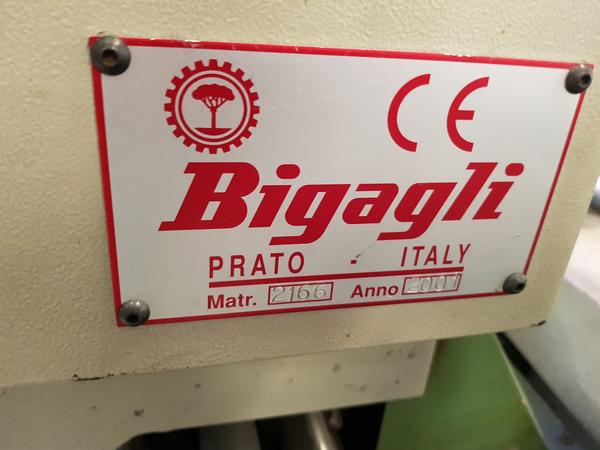 CE
Bigagli
PRATO - ITALY
Matr. 2166 Anno 2001